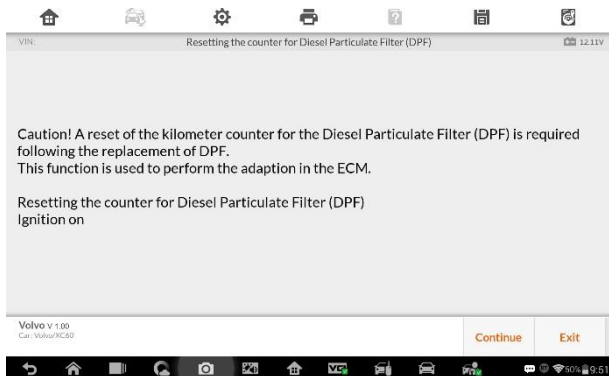 VIN:
Resetting the counter for Diesel Particulate Filter (DPF)
12.11V
Caution! A reset of the kilometer counter for the Diesel Particulate Filter (DPF) is required
following the replacement of DPF.
This function is used to perform the adaption in the ECM.
Resetting the counter for Diesel Particulate Filter (DPF)
Ignition on
Volvo V 1.00
Car: Volvo/XC60
Continue
Exit
50% 9:51